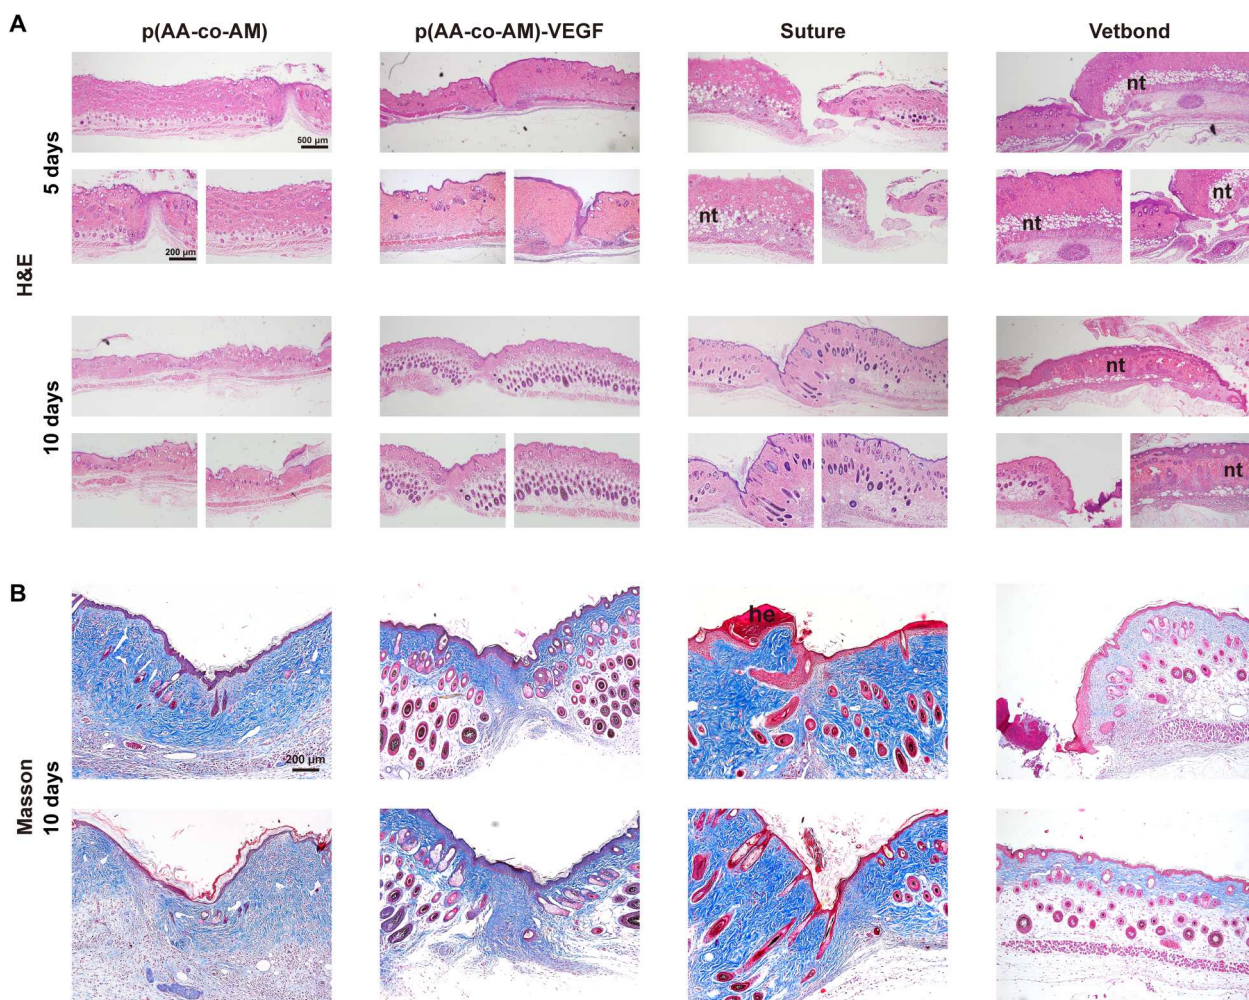 A
p(AA-co-AM)
p(AA-co-AM)-VEGF
Suture
Vetbond
H&E
5 days
500 µm
nt
200 µm
nt
nt
nt
10 days
nt
nt
B
Masson
10 days
200 µm
he